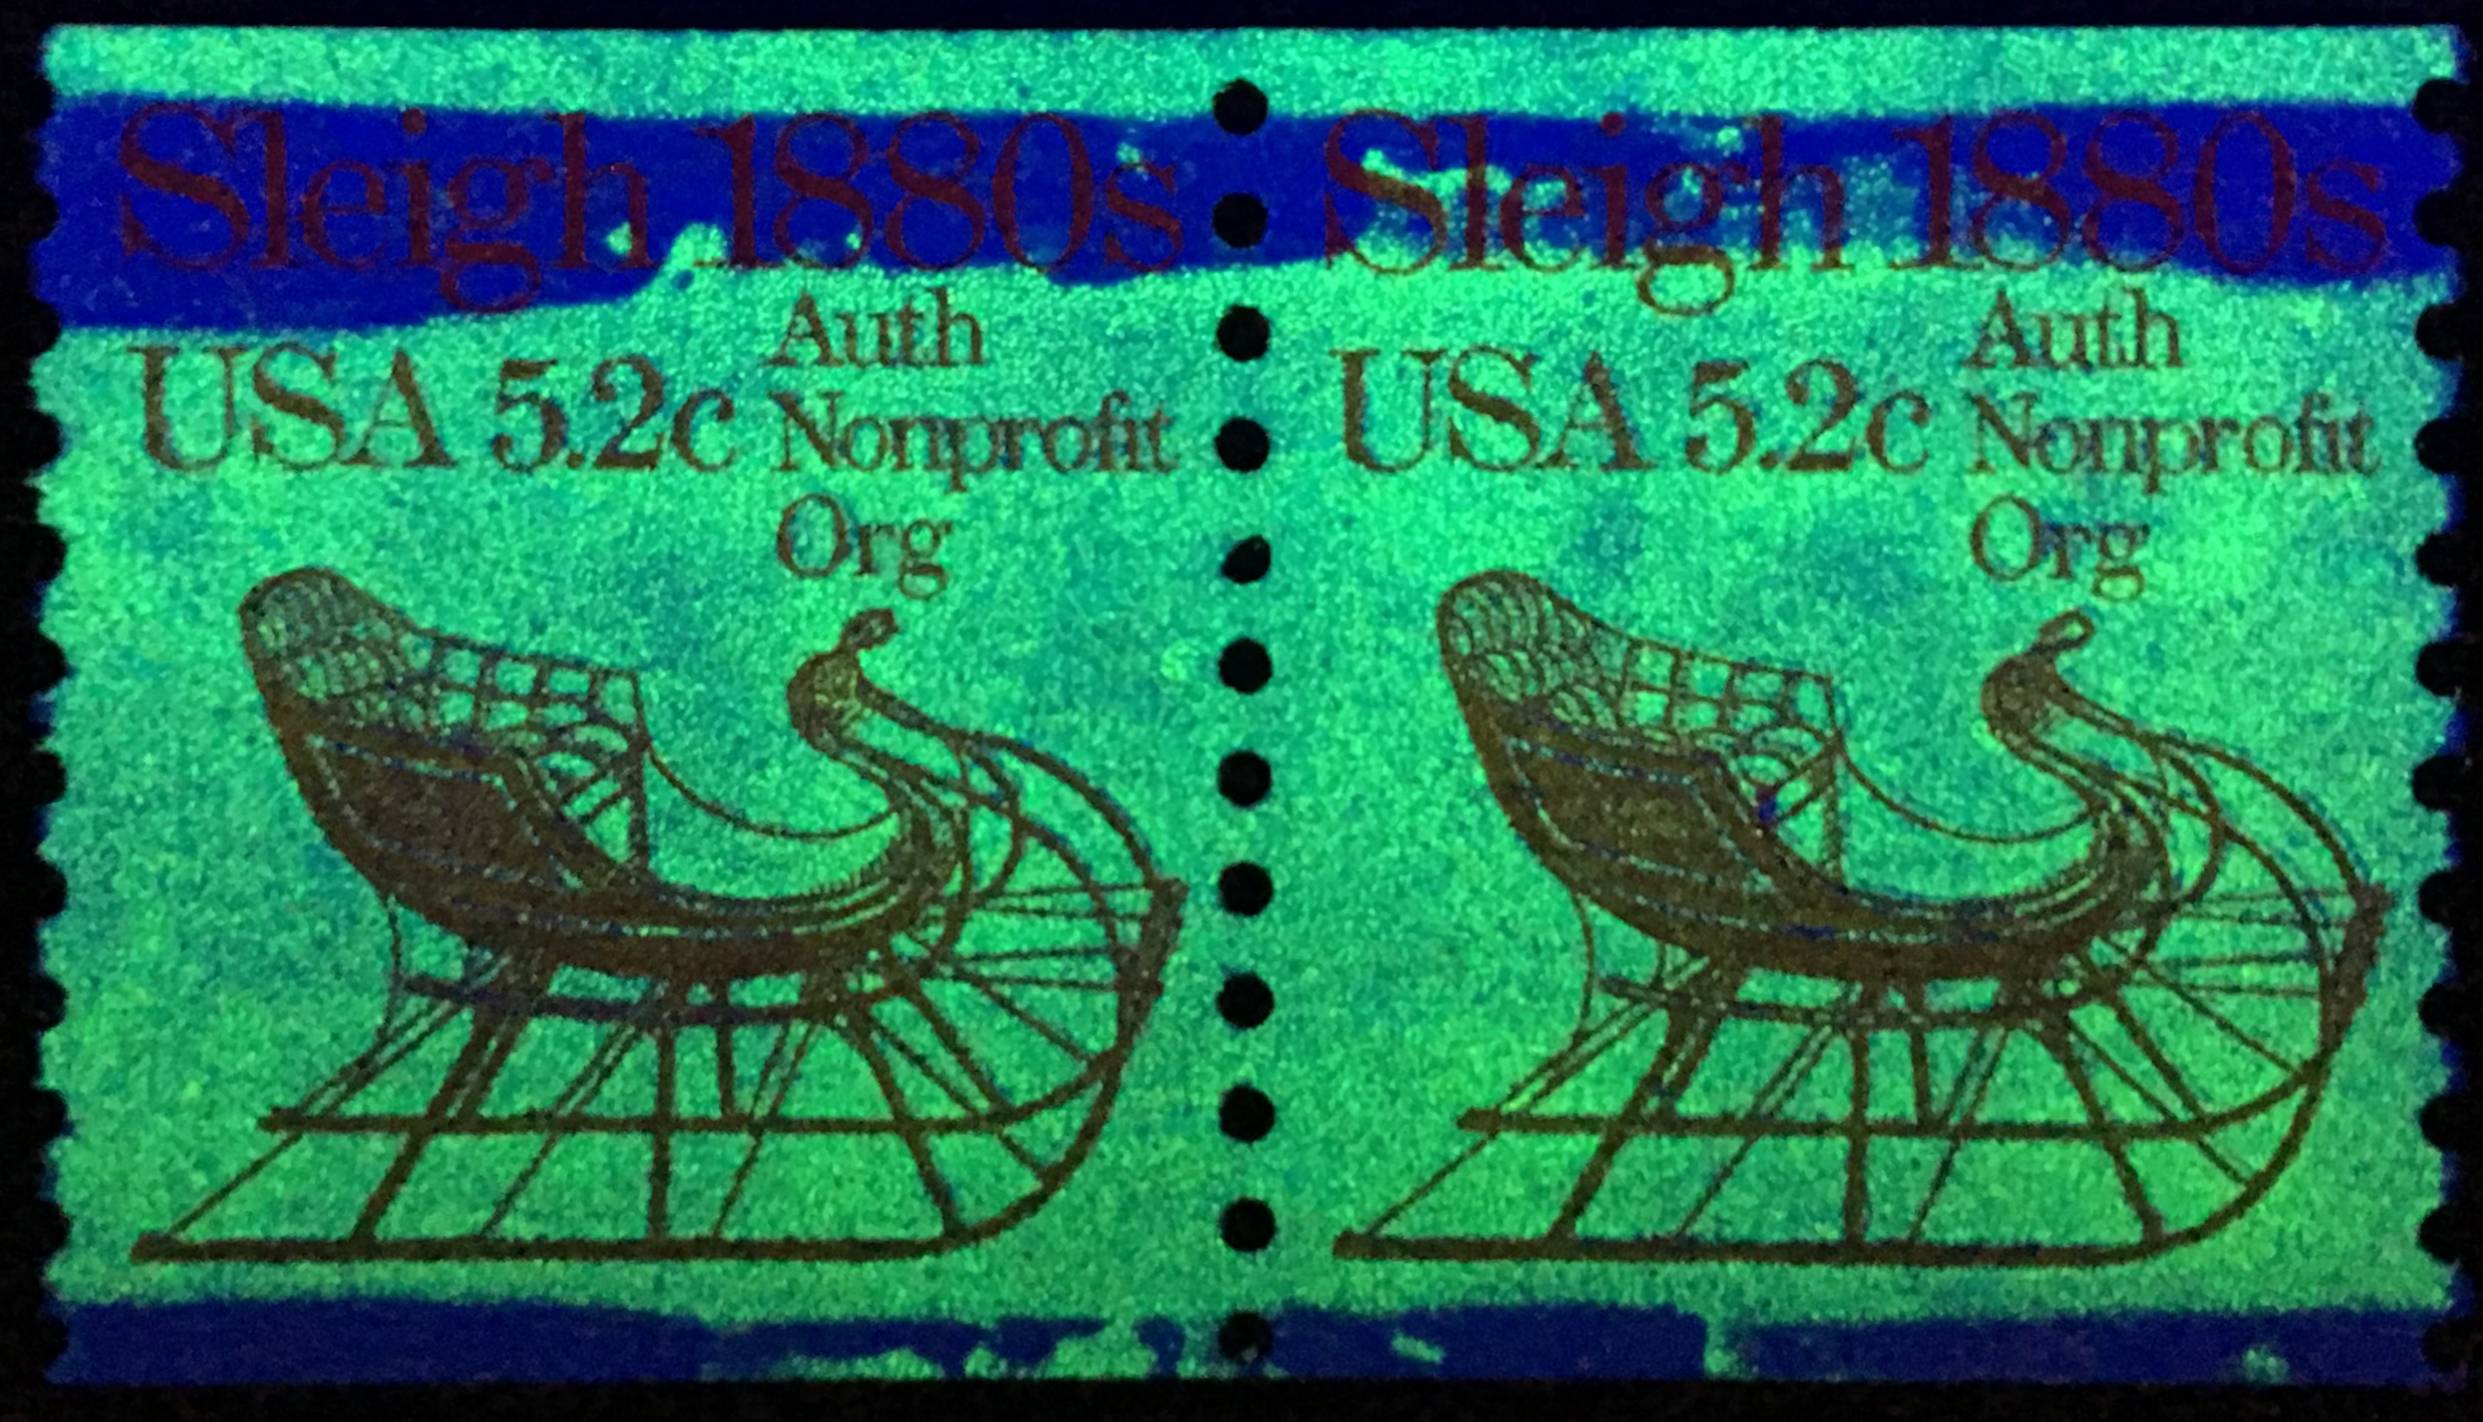 Sleigh 1880s
USA 5.2c
Auth
Nonprofit
Org
Sleigh 1880s
USA 5.2c
Auth
Nonprofit
Org